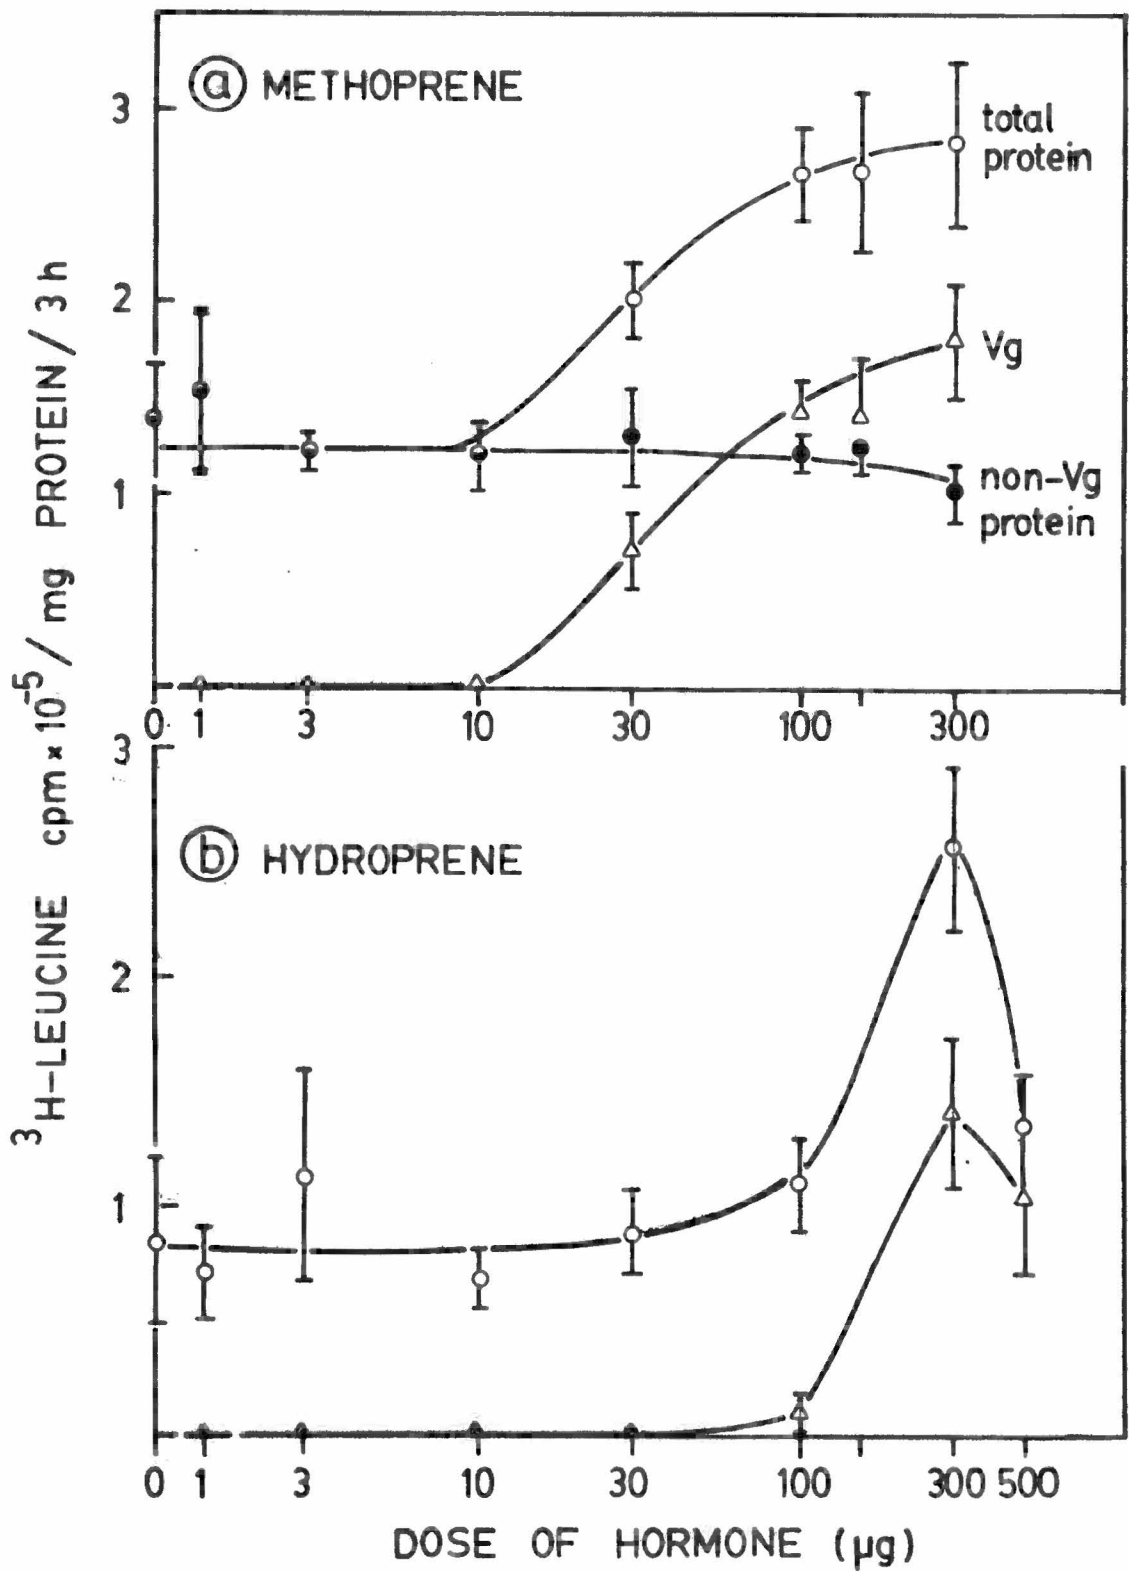 ⓐ METHOPRENE
3
2
1
total
protein
Vg
non-Vg
protein
0 1 3 10 30 100 300
ⓑ HYDROPRENE
3
2
1
0 1 3 10 30 100 300 500
DOSE OF HORMONE (µg)
³H-LEUCINE cpm × 10⁻⁵ / mg PROTEIN / 3 h